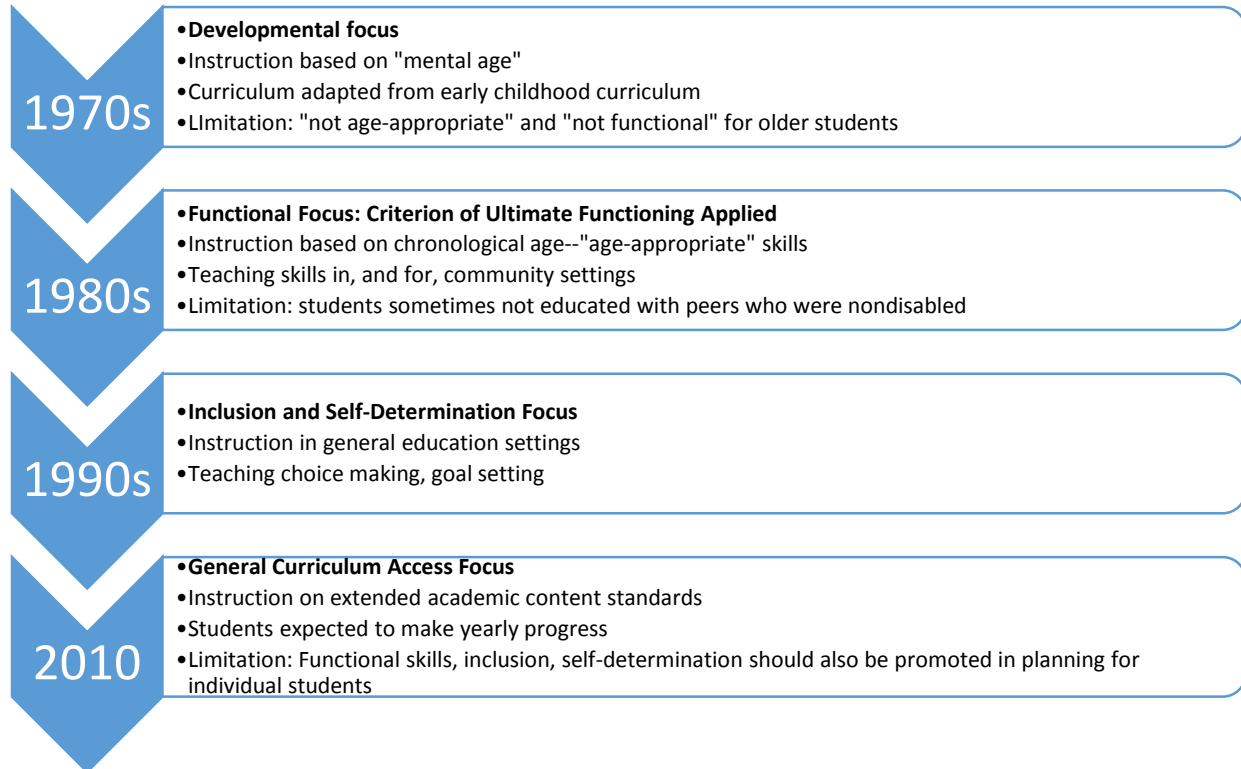 1970s
•Developmental focus
•Instruction based on "mental age"
•Curriculum adapted from early childhood curriculum
•LImitation: "not age-appropriate" and "not functional" for older students
1980s
•Functional Focus: Criterion of Ultimate Functioning Applied
•Instruction based on chronological age--"age-appropriate" skills
•Teaching skills in, and for, community settings
•Limitation: students sometimes not educated with peers who were nondisabled
1990s
•Inclusion and Self-Determination Focus
•Instruction in general education settings
•Teaching choice making, goal setting
2010
•General Curriculum Access Focus
•Instruction on extended academic content standards
•Students expected to make yearly progress
•Limitation: Functional skills, inclusion, self-determination should also be promoted in planning for
individual students